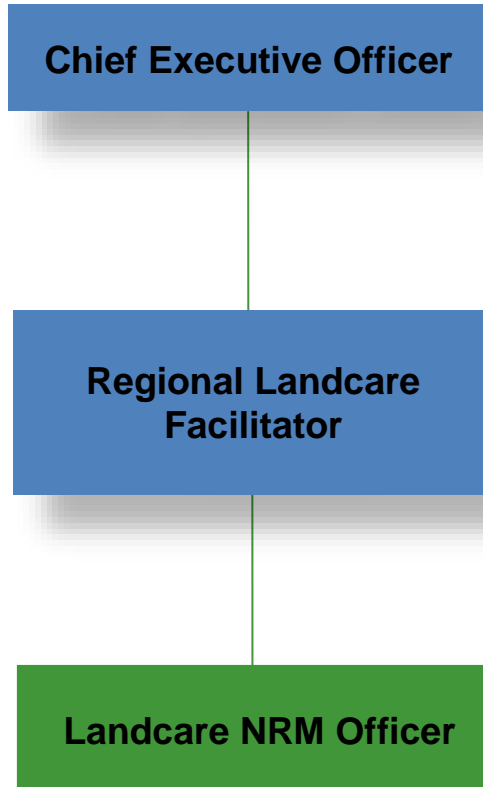 Chief Executive Officer
Regional Landcare
Facilitator
Landcare NRM Officer